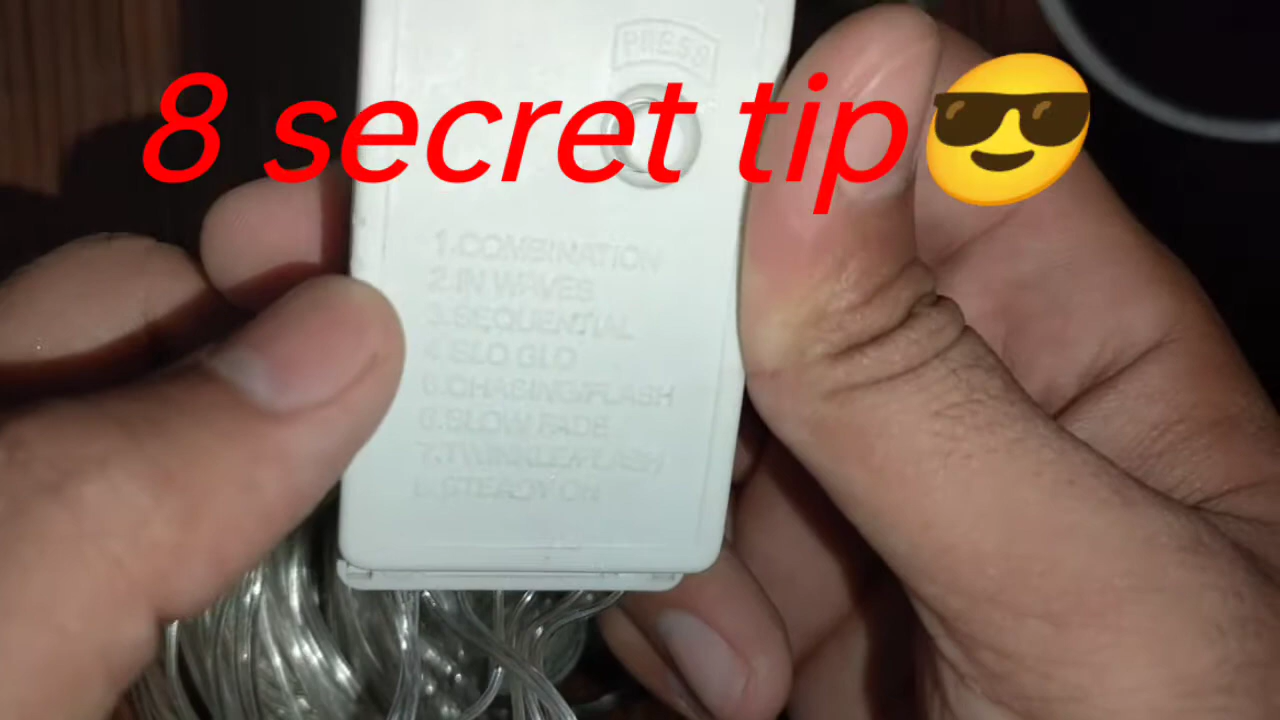 PRESS
8 secret tip😎
1.COMBINATION
2.IN WAVES
3.SEQUENTIAL
4.SLO GLO
5.CHASING/FLASH
6.SLOW FADE
7.TWINKLE/FLASH
8.STEADY ON